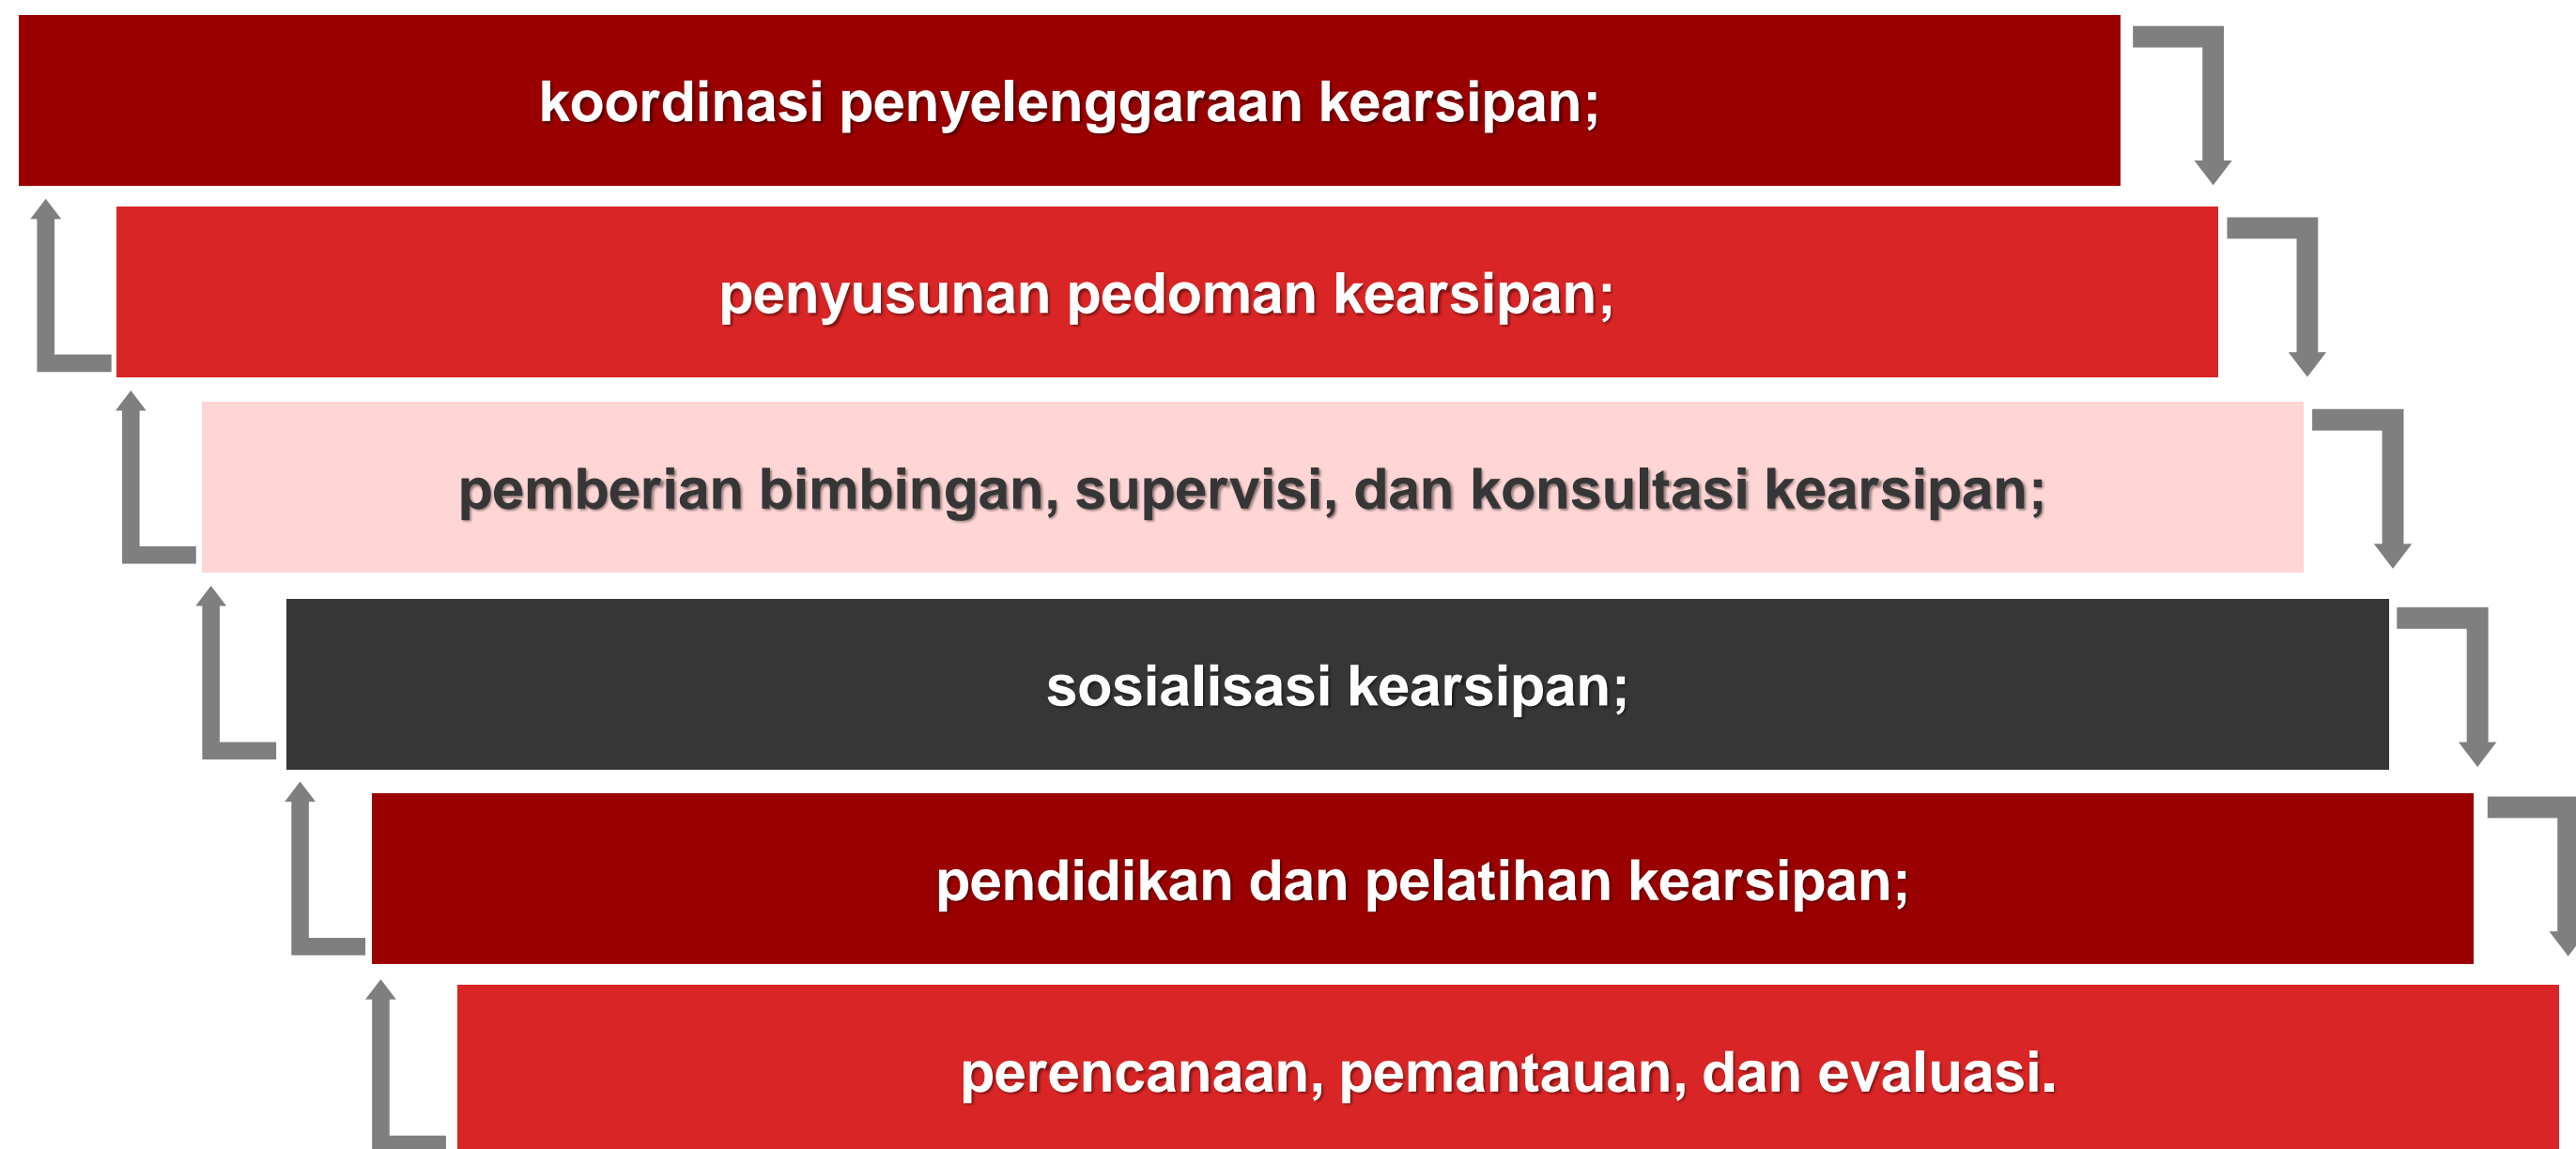 koordinasi penyelenggaraan kearsipan;
penyusunan pedoman kearsipan;
pemberian bimbingan, supervisi, dan konsultasi kearsipan;
sosialisasi kearsipan;
pendidikan dan pelatihan kearsipan;
perencanaan, pemantauan, dan evaluasi.